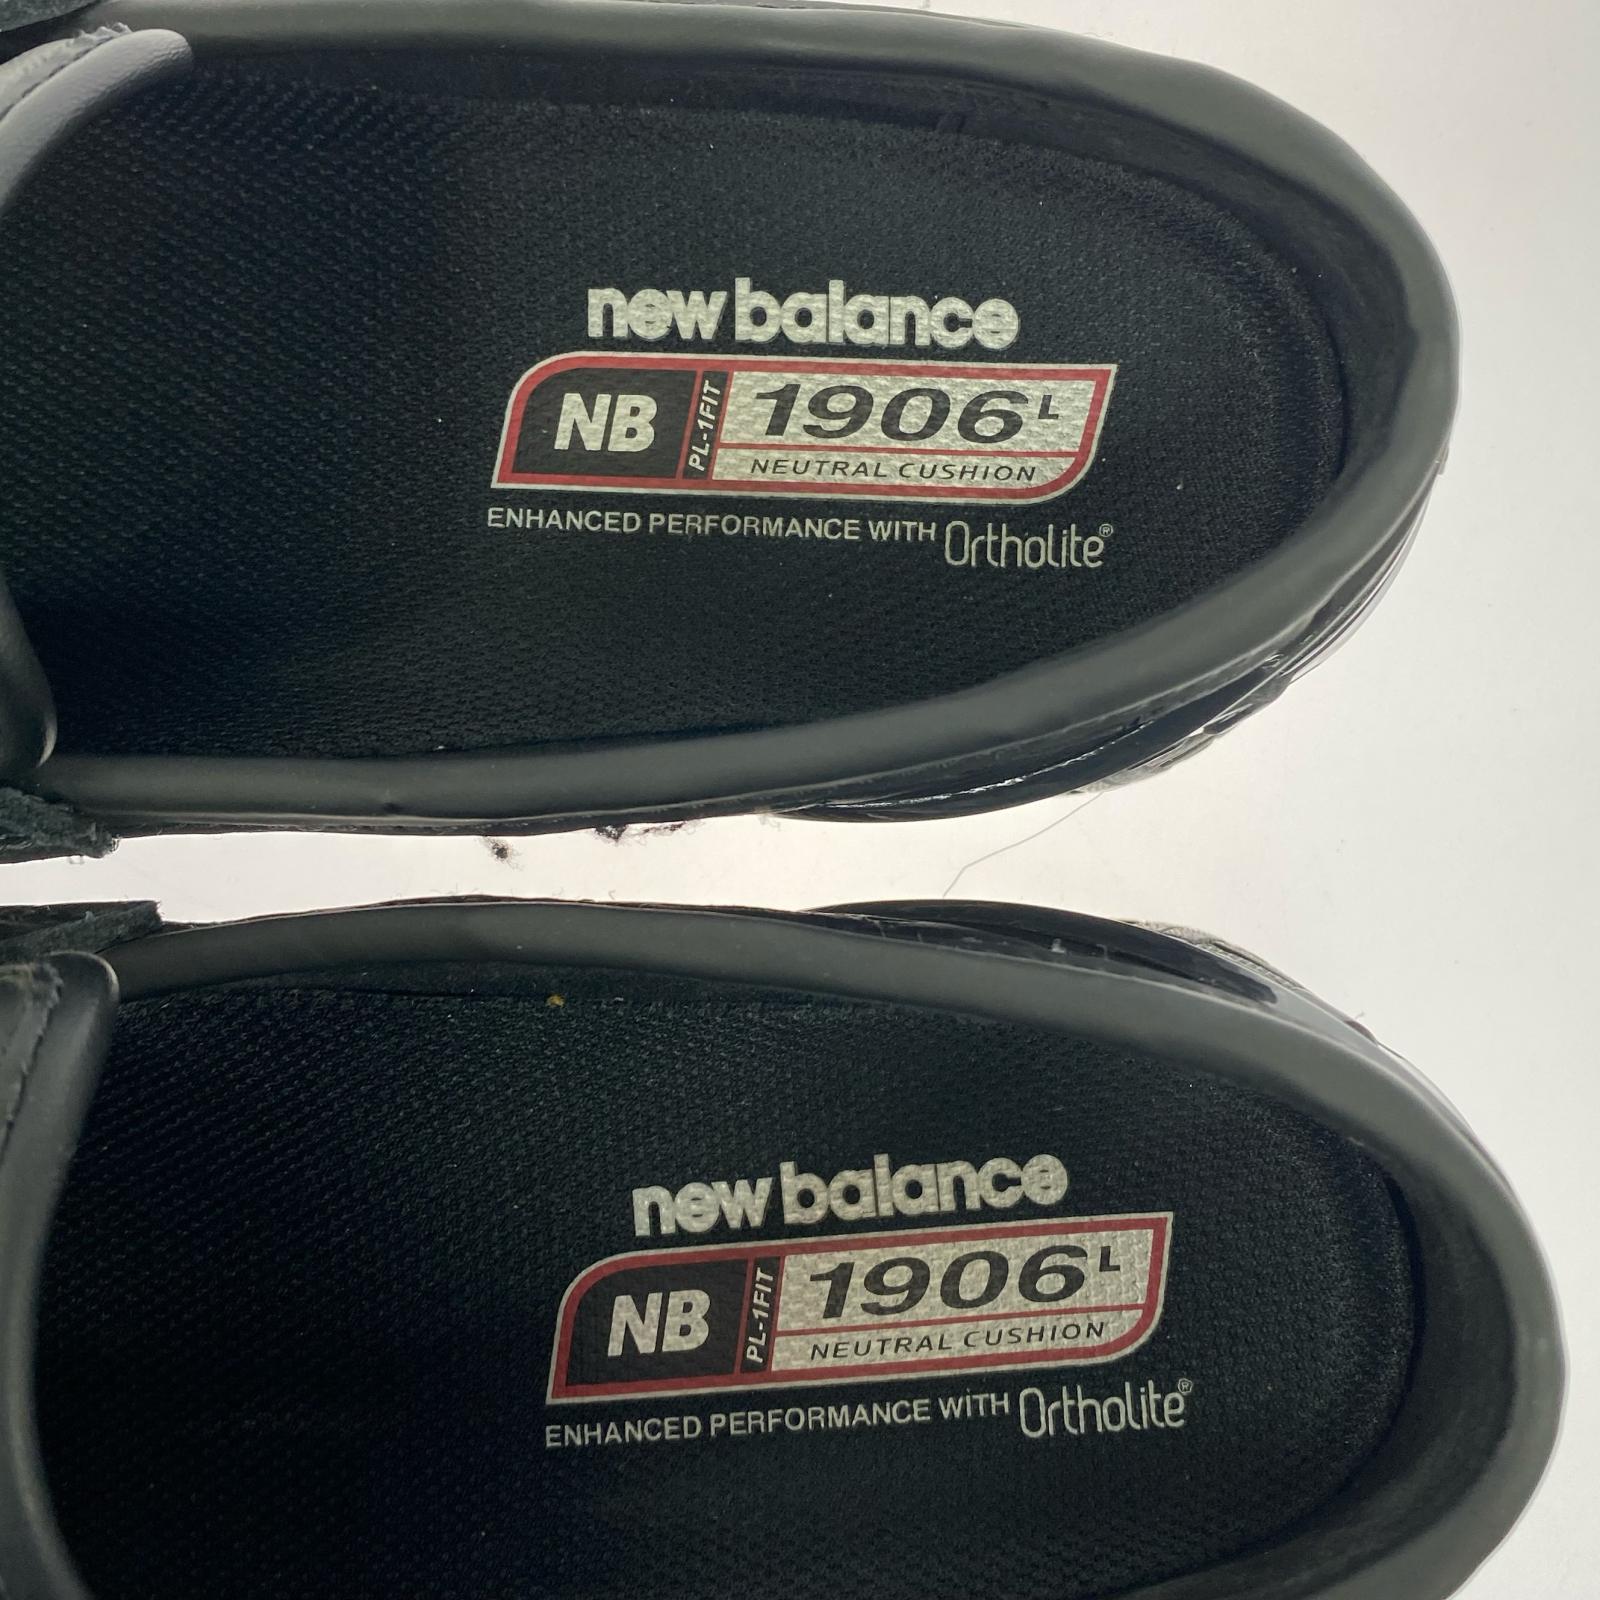 new balance
NB PL-1FIT 1906L
NEUTRAL CUSHION
ENHANCED PERFORMANCE WITH Ortholite®
new balance
NB PL-1FIT 1906L
NEUTRAL CUSHION
ENHANCED PERFORMANCE WITH Ortholite®